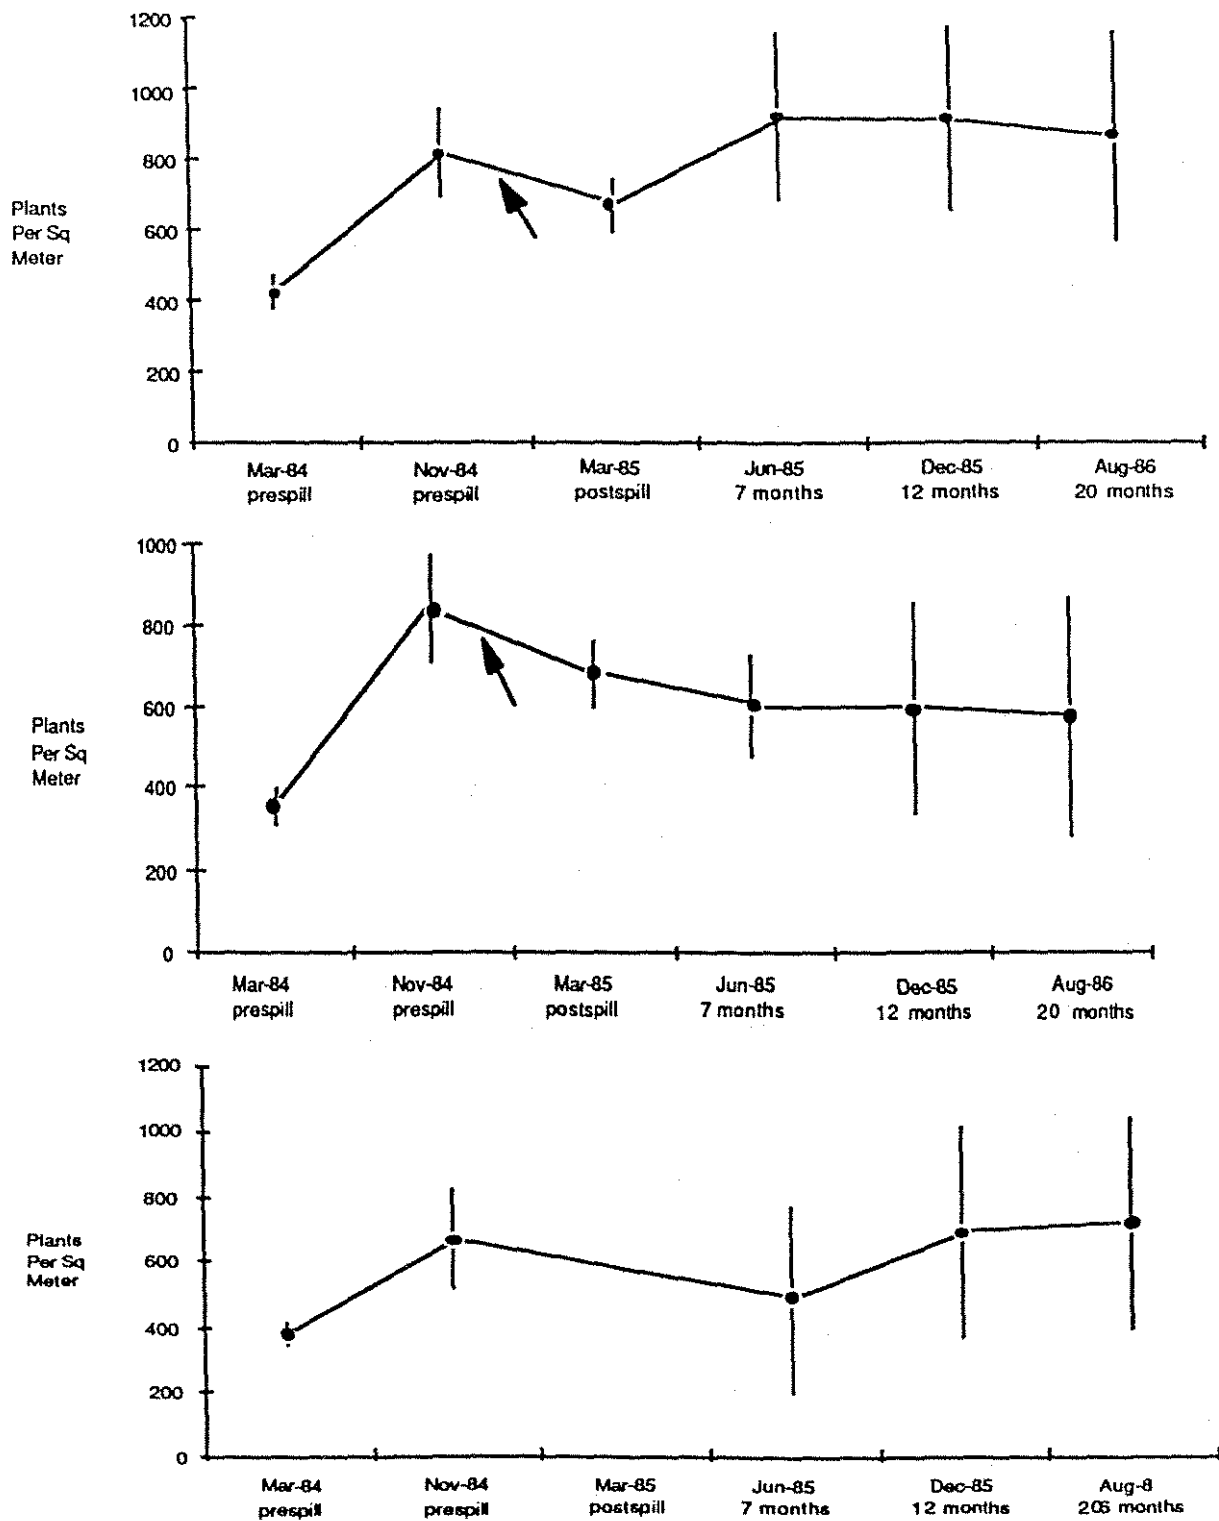 1200
1000
800
600
400
200
0
Plants
Per Sq
Meter
Mar-84 Nov-84 Mar-85 Jun-85 Dec-85 Aug-86
prespill prespill postspill 7 months 12 months 20 months
1000
800
600
400
200
0
Plants
Per Sq
Meter
Mar-84 Nov-84 Mar-85 Jun-85 Dec-85 Aug-86
prespill prespill postspill 7 months 12 months 20 months
1200
1000
800
600
400
200
0
Plants
Per Sq
Meter
Mar-84 Nov-84 Mar-85 Jun-85 Dec-85 Aug-8
prespill prespill postspill 7 months 12 months 206 months